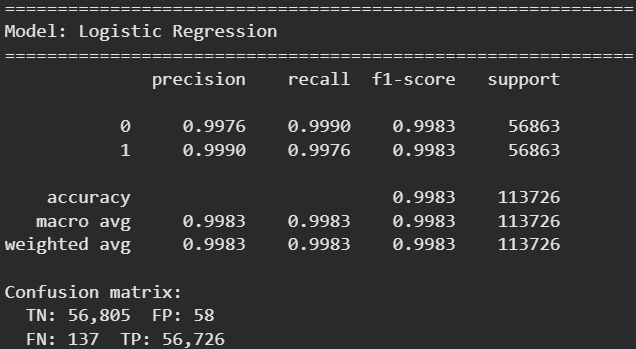 ============================================================
Model: Logistic Regression
============================================================
              precision    recall  f1-score   support

           0     0.9976    0.9990    0.9983     56863
           1     0.9990    0.9976    0.9983     56863

    accuracy                         0.9983    113726
   macro avg     0.9983    0.9983    0.9983    113726
weighted avg     0.9983    0.9983    0.9983    113726

Confusion matrix:
  TN: 56,805  FP: 58
  FN: 137  TP: 56,726